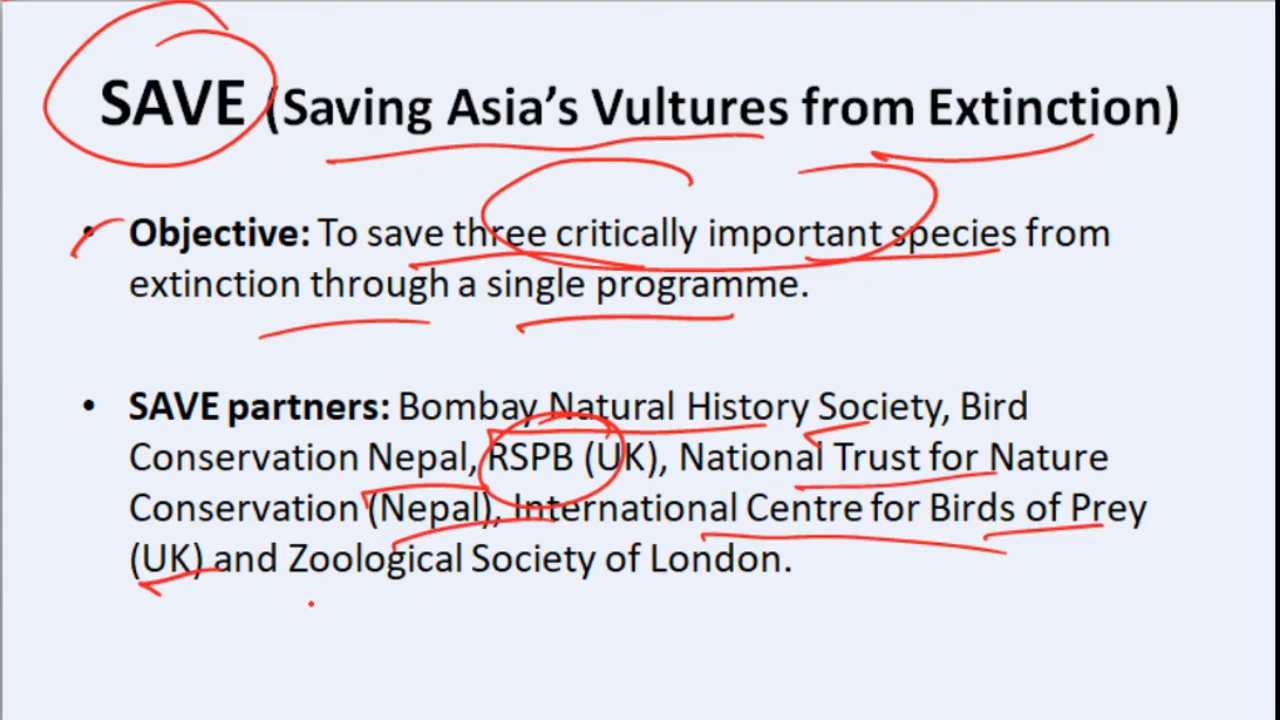 SAVE (Saving Asia's Vultures from Extinction)
• Objective: To save three critically important species from
extinction through a single programme.
• SAVE partners: Bombay Natural History Society, Bird
Conservation Nepal, RSPB (UK), National Trust for Nature
Conservation (Nepal), International Centre for Birds of Prey
(UK) and Zoological Society of London.